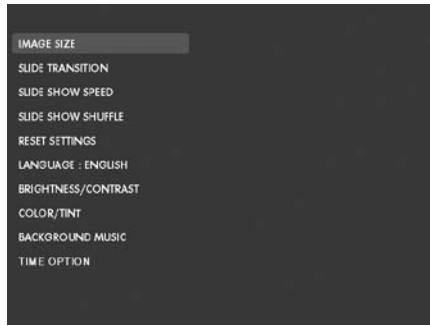 IMAGE SIZE
SLIDE TRANSITION
SLIDE SHOW SPEED
SLIDE SHOW SHUFFLE
RESET SETTINGS
LANGUAGE : ENGLISH
BRIGHTNESS/CONTRAST
COLOR/TINT
BACKGROUND MUSIC
TIME OPTION